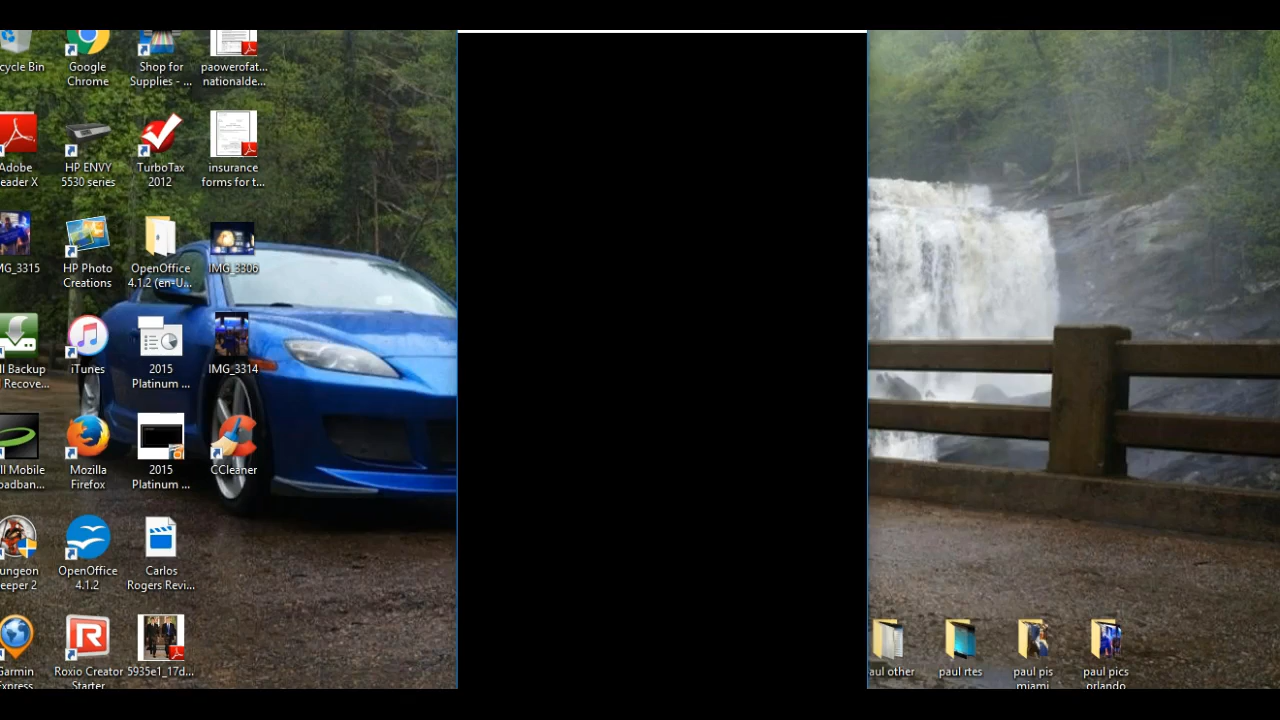 cycle Bin
Google
Chrome
Shop for
Supplies - ...
paowerofat...
nationalde...
Adobe
eader X
HP ENVY
5530 series
TurboTax
2012
insurance
forms for t...
MG_3315
HP Photo
Creations
OpenOffice
4.1.2 (en-U...
IMG_3306
ll Backup
Recove...
iTunes
2015
Platinum ...
IMG_3314
ll Mobile
oadban...
Mozilla
Firefox
2015
Platinum ...
CCleaner
ungeon
eeper 2
OpenOffice
4.1.2
Carlos
Rogers Revi...
Garmin
Express
Roxio Creator
Starter
5935e1_17d...
aul other
paul rtes
paul pis
miami
paul pics
orlando